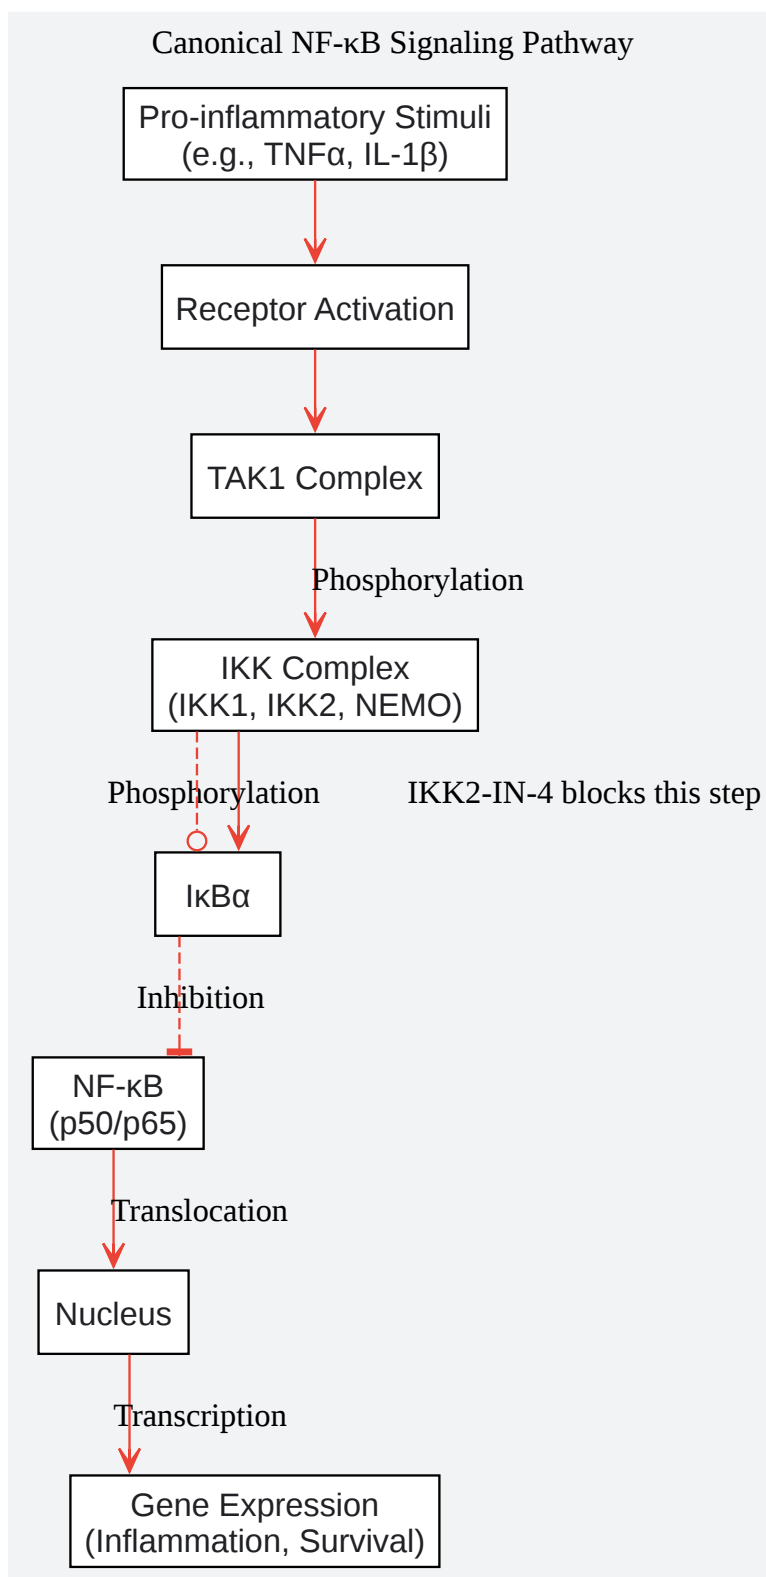 Canonical NF-κB Signaling Pathway
Pro-inflammatory Stimuli
(e.g., TNFα, IL-1β)
Receptor Activation
TAK1 Complex
Phosphorylation
IKK Complex
(IKK1, IKK2, NEMO)
Phosphorylation
IKK2-IN-4 blocks this step
IκBα
Inhibition
NF-κB
(p50/p65)
Translocation
Nucleus
Transcription
Gene Expression
(Inflammation, Survival)